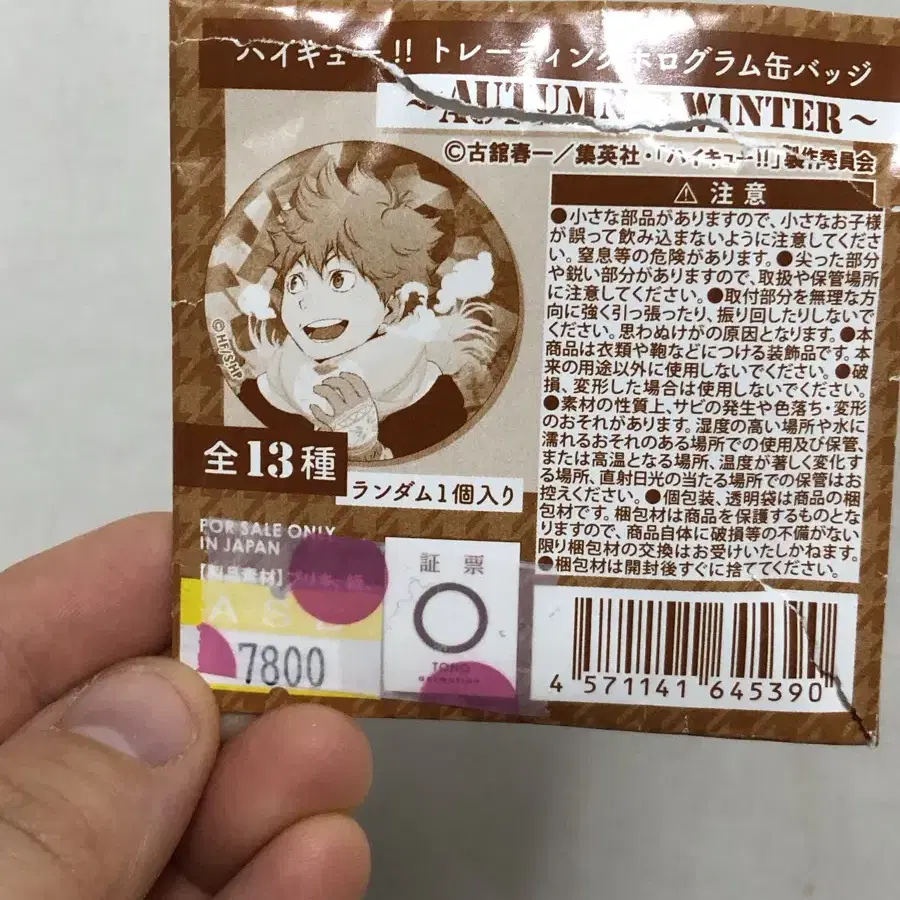 ハイキュー!! トレーディングホログラム缶バッジ
～AUTUMN WINTER～
©古舘春一／集英社・「ハイキュー!!」製作委員会
⚠注意
●小さな部品がありますので、小さなお子様
が誤って飲み込まないように注意してくださ
い。窒息等の危険があります。●尖った部分
や鋭い部分がありますので、取扱や保管場所
に注意してください。●取付部分を無理な方
向に強く引っ張ったり、振り回したりしないで
ください。思わぬけがの原因となります。●本
商品は衣類や鞄などにつける装飾品です。本
来の用途以外に使用しないでください。●破
損、変形した場合は使用しないでください。
●素材の性質上、サビの発生や色落ち・変形
のおそれがあります。湿度の高い場所や水に
濡れるおそれのある場所での使用及び保管、
または高温となる場所、温度が著しく変化す
る場所、直射日光の当たる場所での保管はお
控えください。●個包装、透明袋は商品の梱
包材です。梱包材は商品を保護するものとな
りますので、商品自体に破損等の不備がない
限り梱包材の交換はお受けいたしかねます。
●梱包材は開封後すぐに捨ててください。
©HF/S/HP
全13種
ランダム1個入り
FOR SALE ONLY
IN JAPAN
【製品素材】ブリキ、紙
7800
証票
TOHO
animation
4 571141 645390